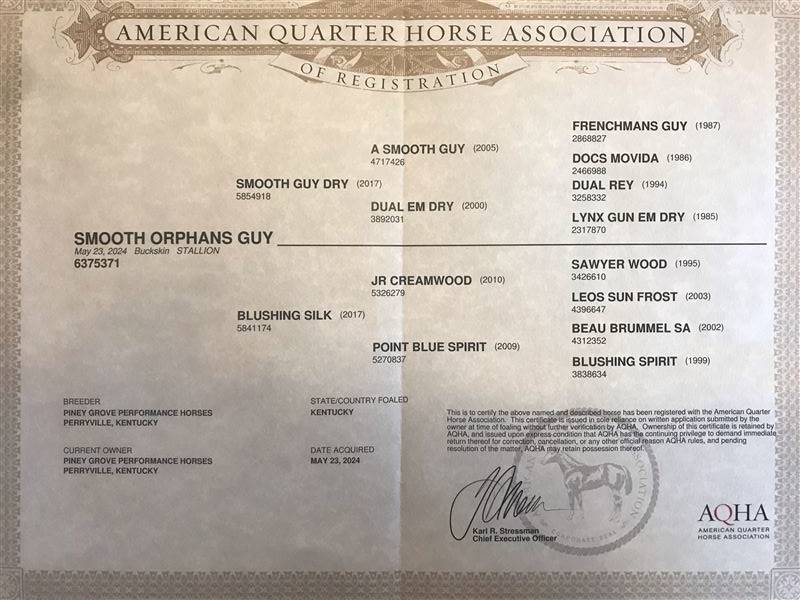 AMERICAN QUARTER HORSE ASSOCIATION
OF REGISTRATION
FRENCHMANS GUY (1987)
2868827
A SMOOTH GUY (2005)
4717426
DOCS MOVIDA (1986)
2466988
SMOOTH GUY DRY (2017)
5854918
DUAL REY (1994)
3258332
DUAL EM DRY (2000)
3892031
LYNX GUN EM DRY (1985)
2317870
SMOOTH ORPHANS GUY
May 23, 2024 Buckskin STALLION
6375371
SAWYER WOOD (1995)
3426610
JR CREAMWOOD (2010)
5326279
LEOS SUN FROST (2003)
4396647
BLUSHING SILK (2017)
5841174
BEAU BRUMMEL SA (2002)
4312352
POINT BLUE SPIRIT (2009)
5270837
BLUSHING SPIRIT (1999)
3838634
BREEDER
PINEY GROVE PERFORMANCE HORSES
PERRYVILLE, KENTUCKY
STATE/COUNTRY FOALED
KENTUCKY
CURRENT OWNER
PINEY GROVE PERFORMANCE HORSES
PERRYVILLE, KENTUCKY
DATE ACQUIRED
MAY 23, 2024
This is to certify the above named and described horse has been registered with the American Quarter
Horse Association. This certificate is issued in sole reliance on written application submitted by the
owner at time of foaling without further verification by AQHA. Ownership of this certificate is retained by
AQHA, and issued upon express condition that AQHA has the continuing privilege to demand immediate
return thereof for correction, cancellation, or any other official reason AQHA rules, and pending
resolution of the matter, AQHA may retain possession thereof.
Karl R. Stressman
Chief Executive Officer
CORPORATE SEAL
AQHA
AMERICAN QUARTER
HORSE ASSOCIATION